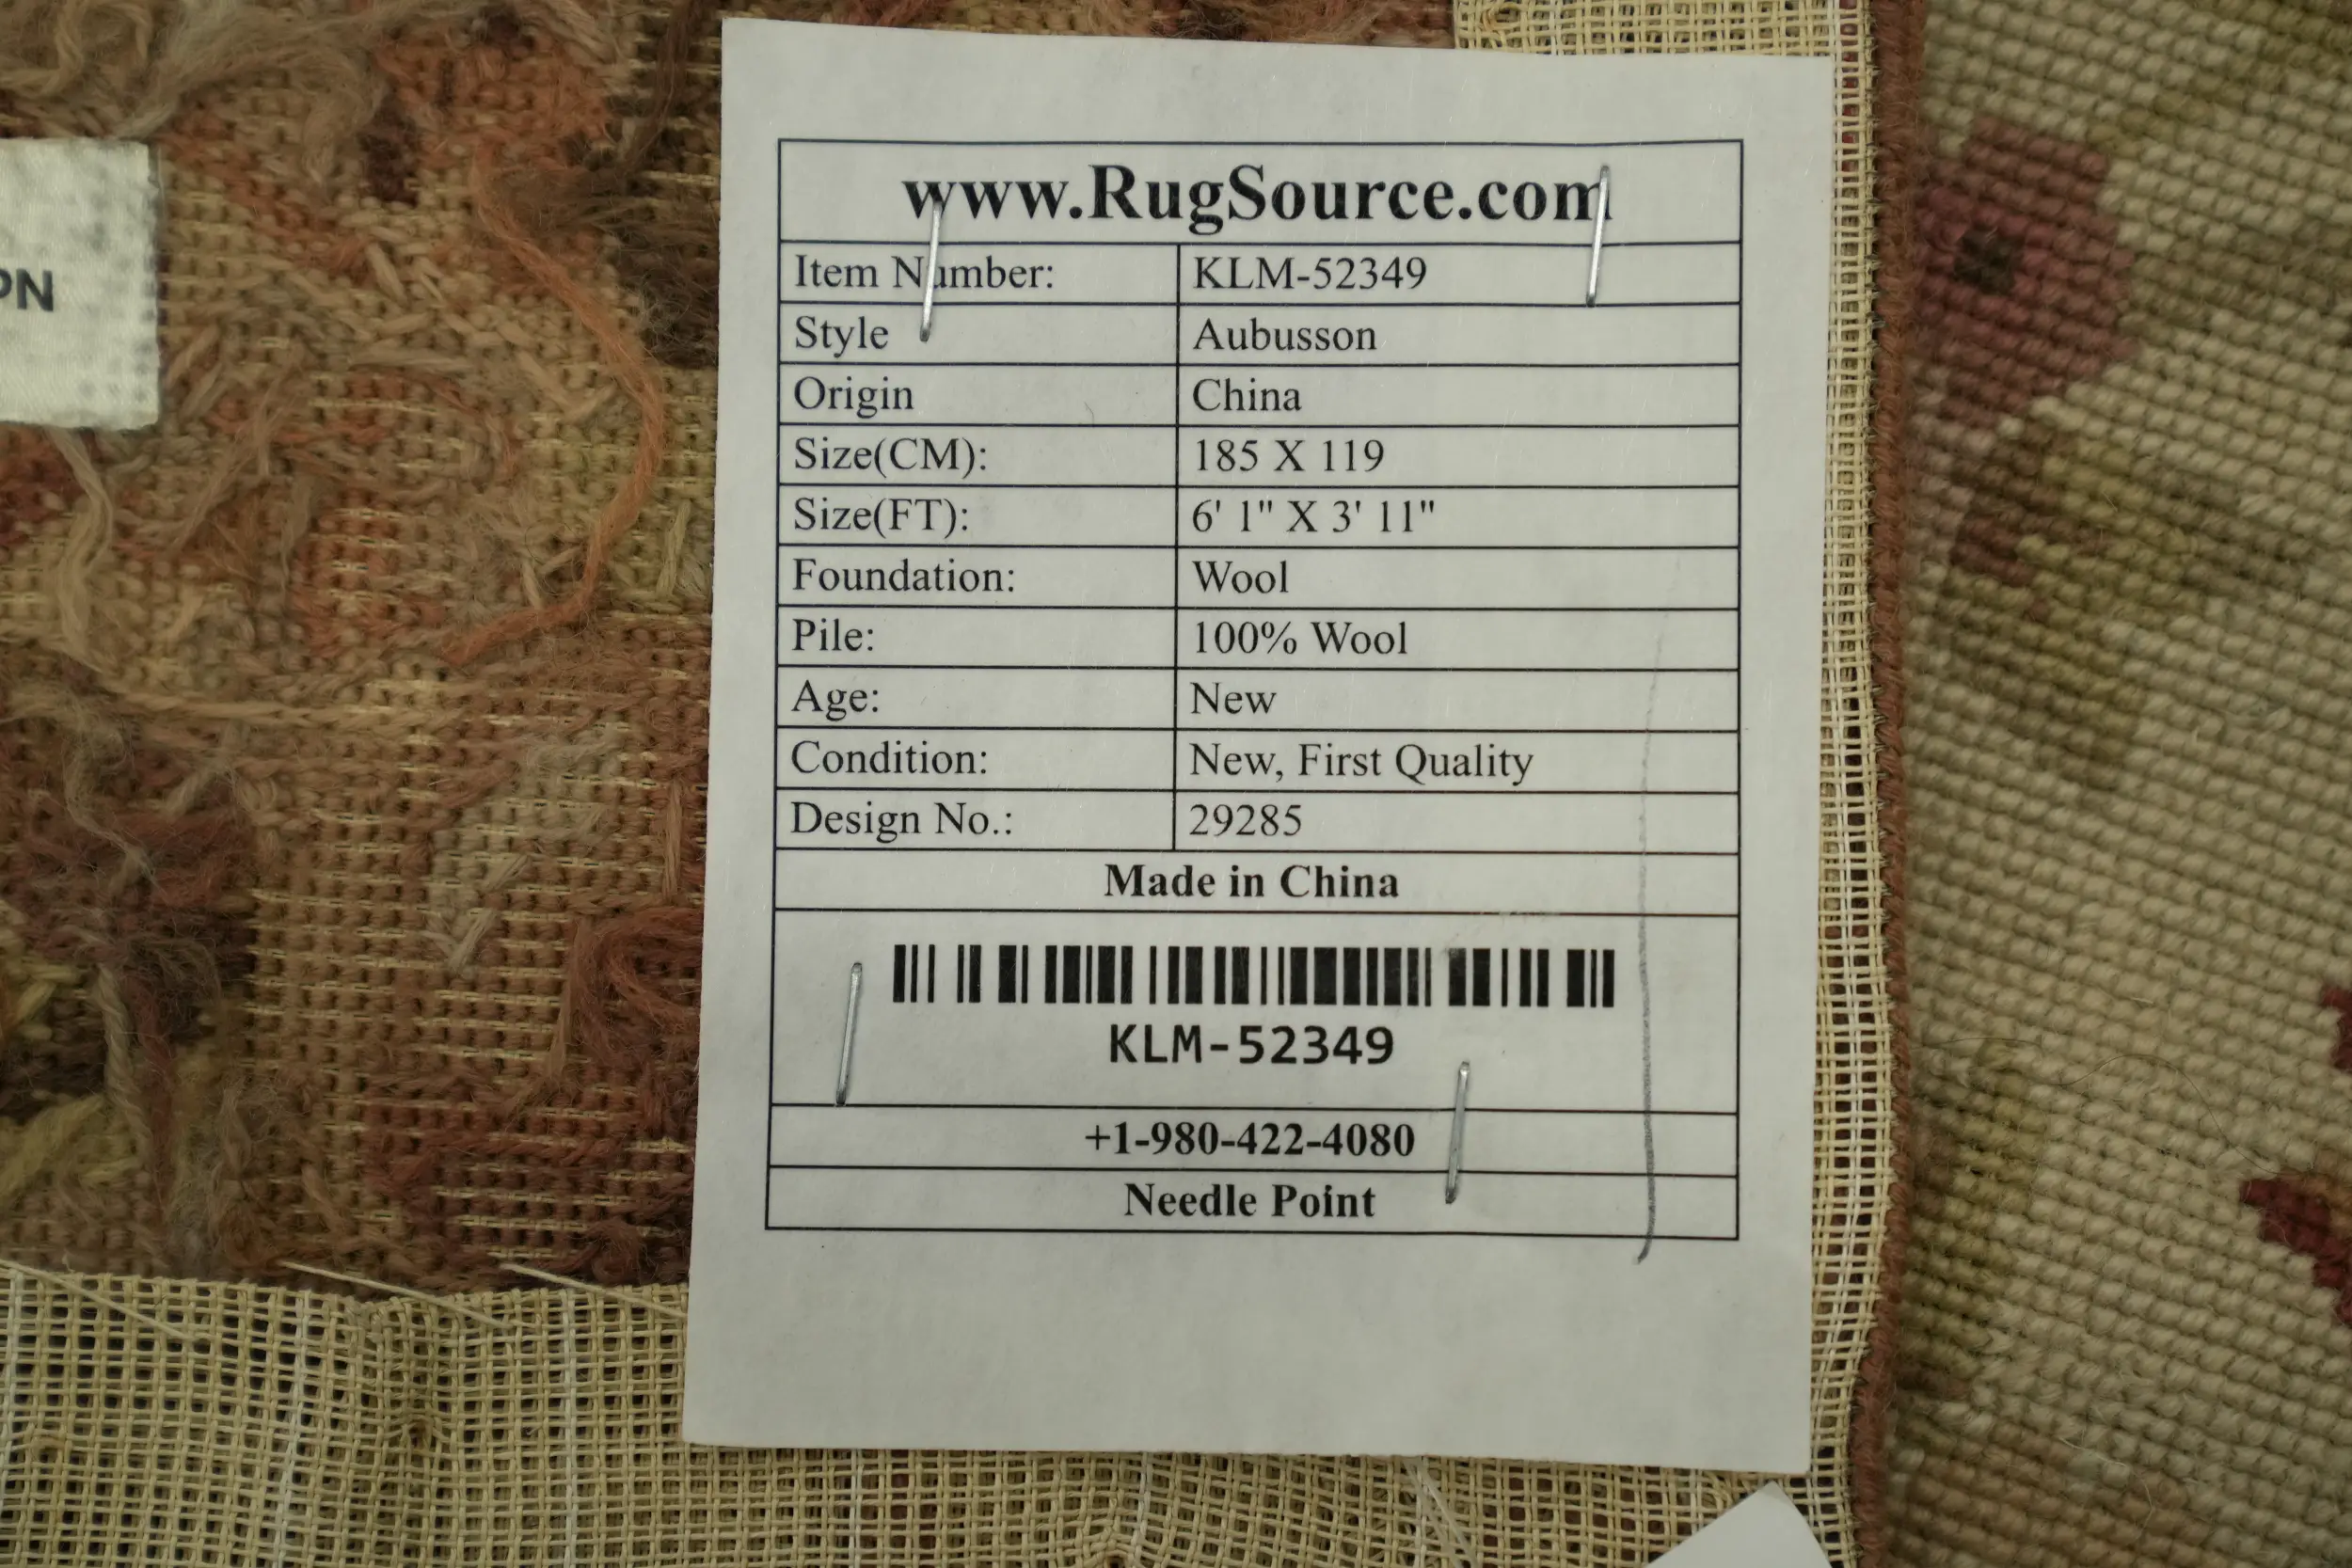 www.RugSource.com
Item Number: KLM-52349
Style Aubusson
Origin China
Size(CM): 185 X 119
Size(FT): 6' 1" X 3' 11"
Foundation: Wool
Pile: 100% Wool
Age: New
Condition: New, First Quality
Design No.: 29285
Made in China
KLM-52349
+1-980-422-4080
Needle Point